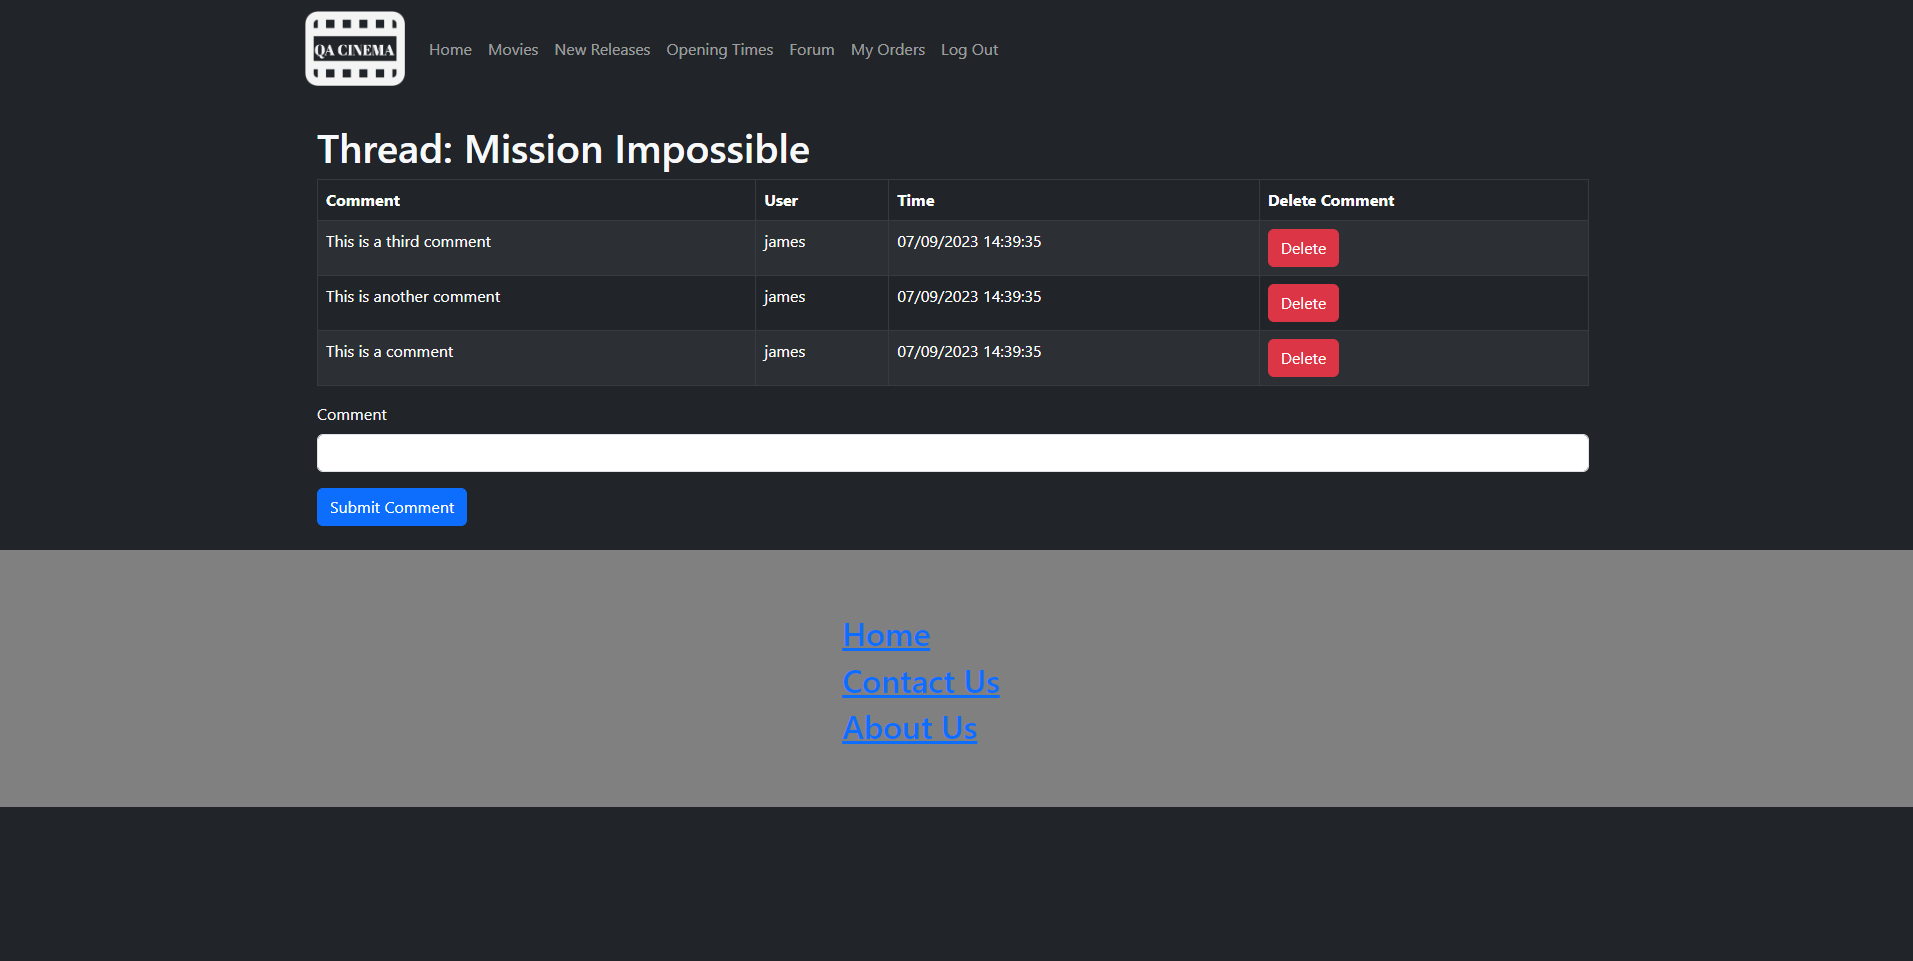 QA CINEMA
Home Movies New Releases Opening Times Forum My Orders Log Out
Thread: Mission Impossible
Comment User Time Delete Comment
This is a third comment james 07/09/2023 14:39:35 Delete
This is another comment james 07/09/2023 14:39:35 Delete
This is a comment james 07/09/2023 14:39:35 Delete
Comment
Submit Comment
Home
Contact Us
About Us